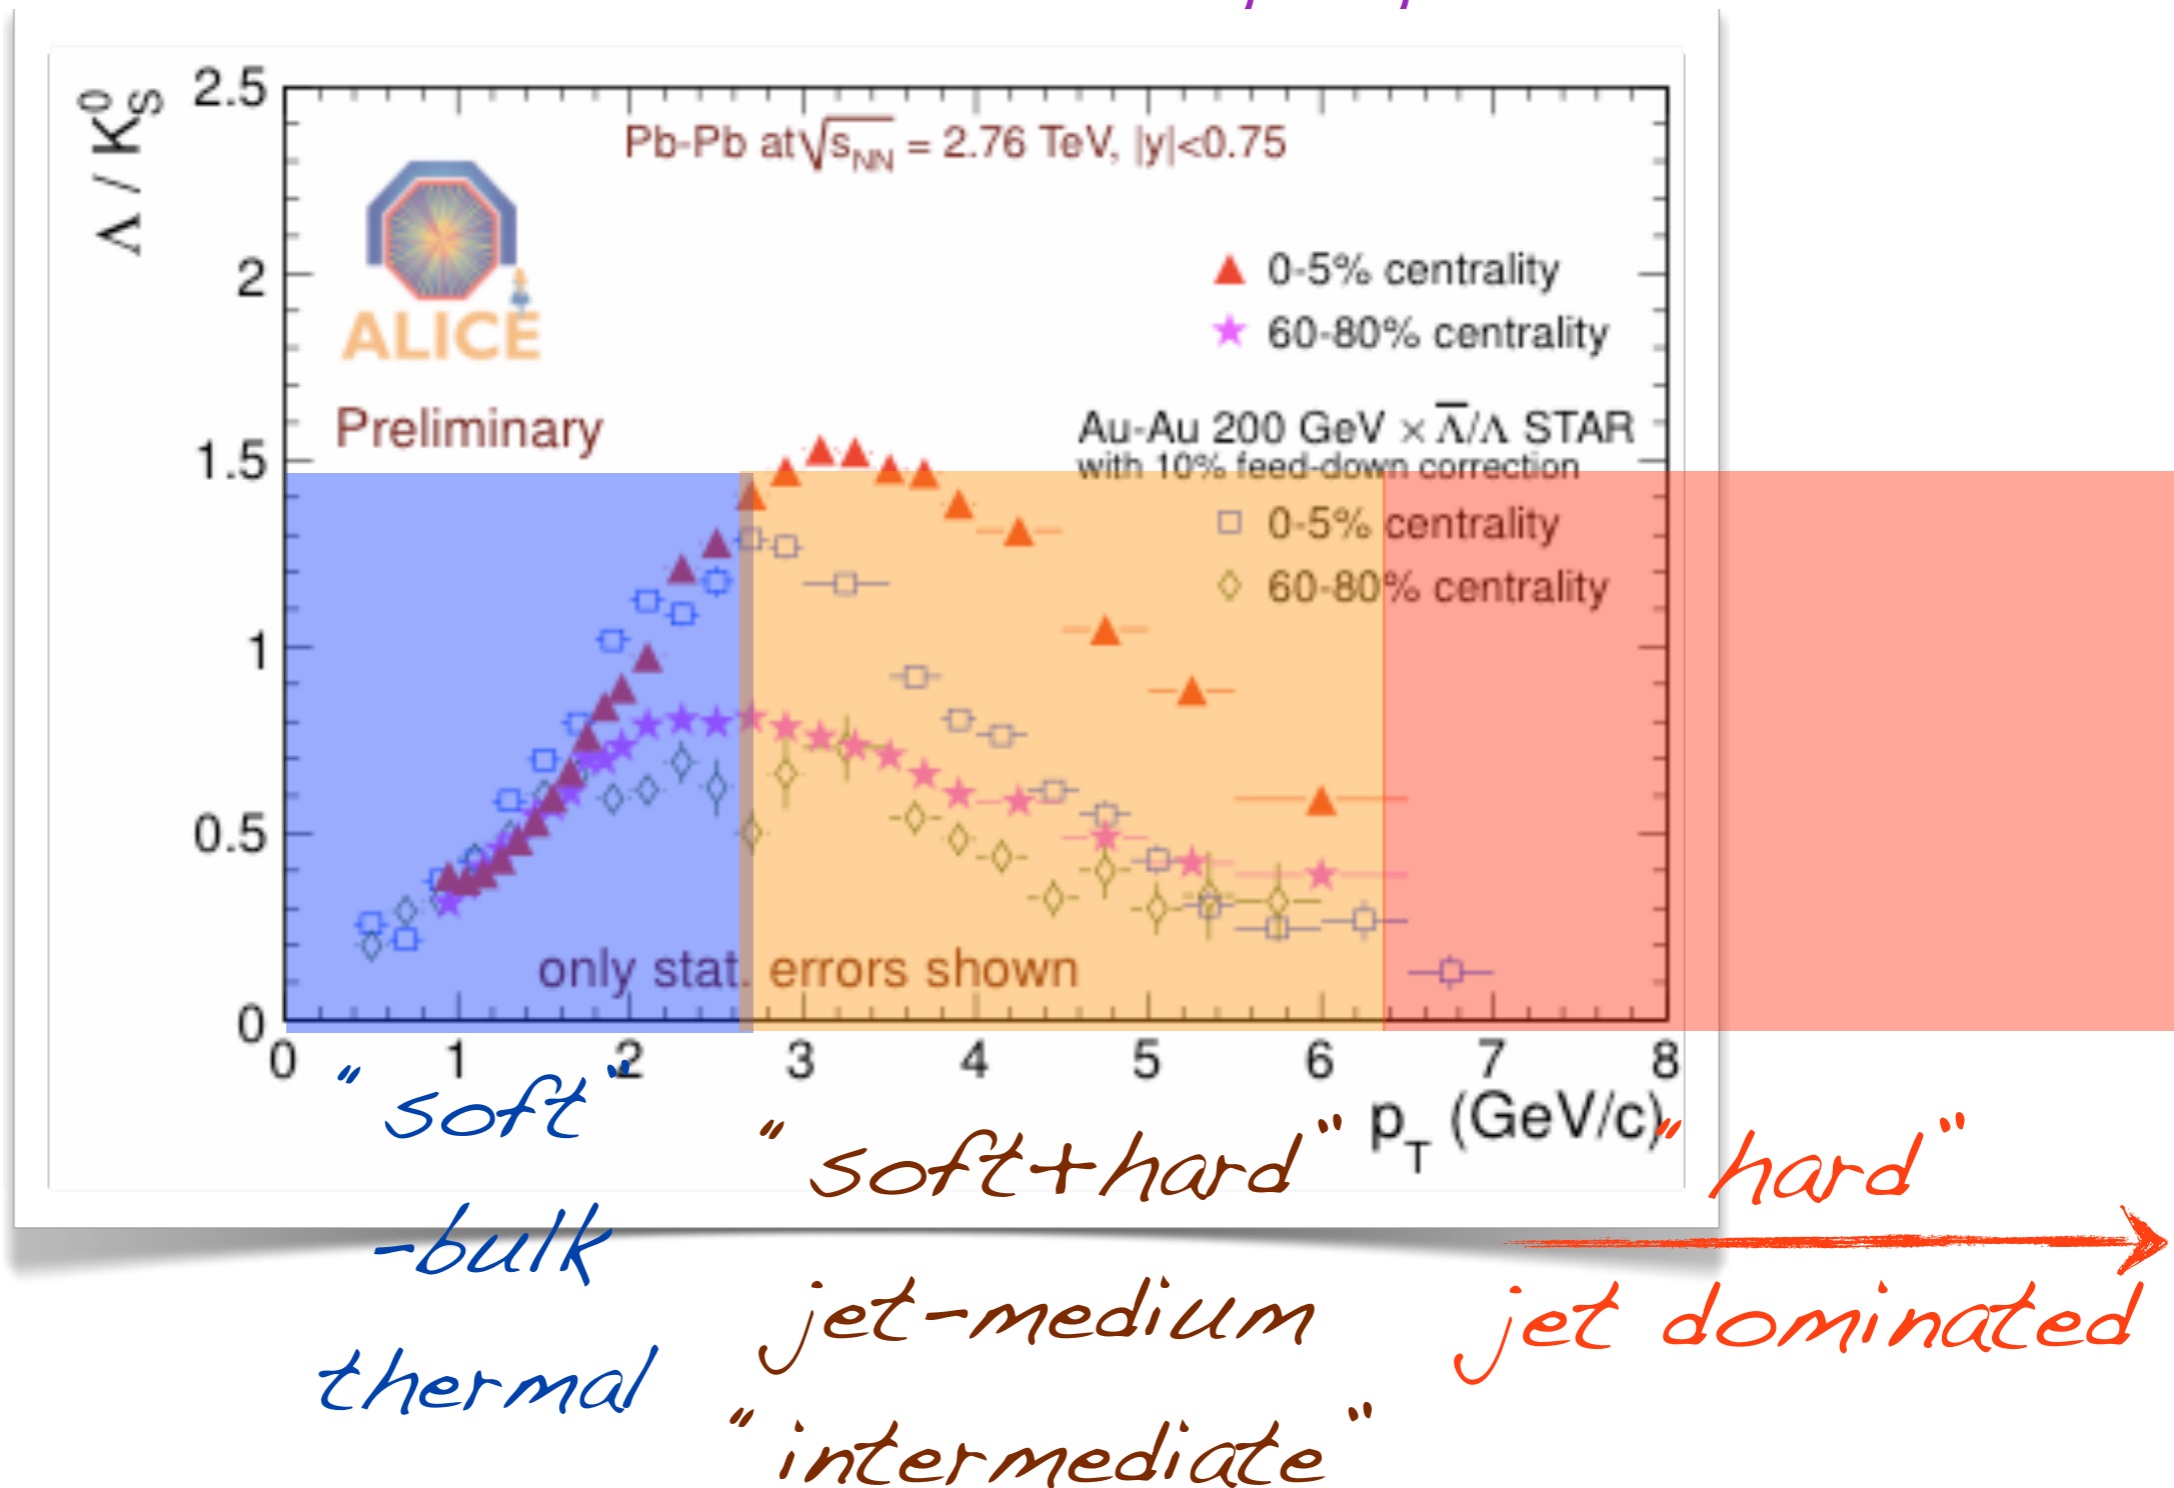 Λ / K⁰S
2.5
2
1.5
1
0.5
0
Pb-Pb at √sNN = 2.76 TeV, |y|<0.75
ALICE
Preliminary
0-5% centrality
60-80% centrality
Au-Au 200 GeV × Λ̅/Λ STAR
with 10% feed-down correction
0-5% centrality
60-80% centrality
only stat. errors shown
0 1 2 3 4 5 6 7 8
pT (GeV/c)
"soft"
-bulk
thermal
"soft+hard"
jet-medium
"intermediate"
"hard"
jet dominated